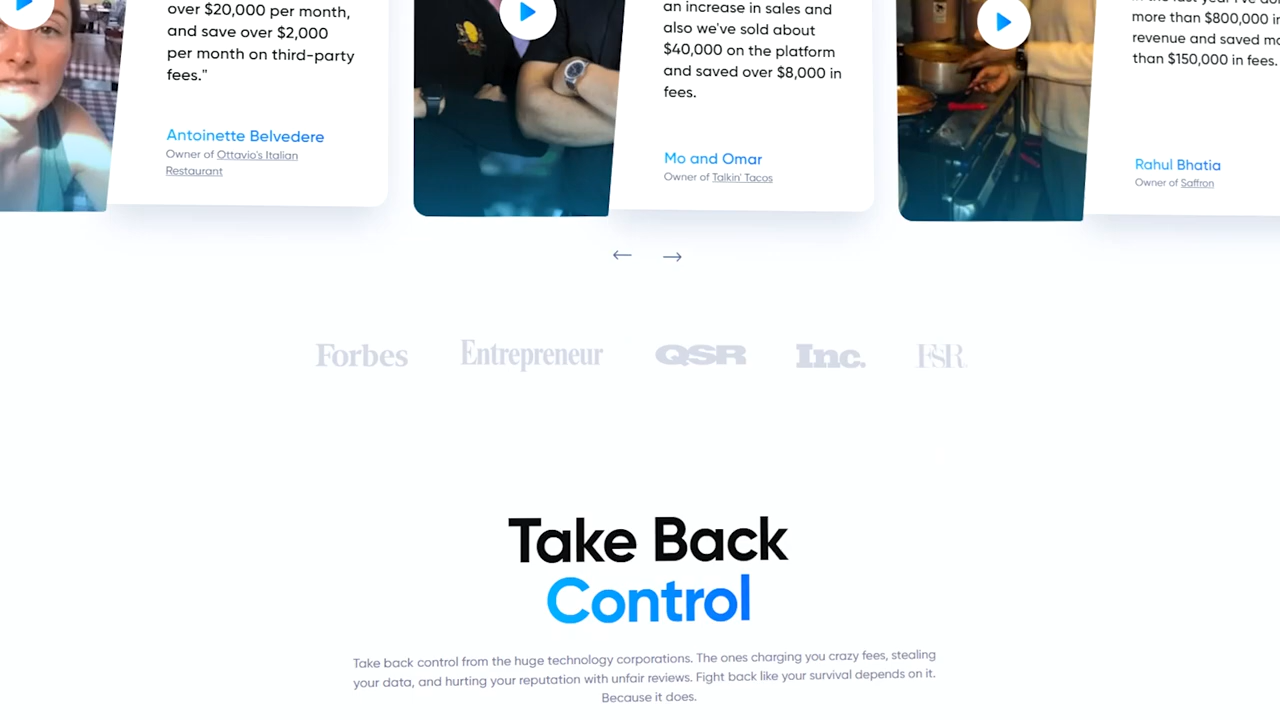 over $20,000 per month,
and save over $2,000
per month on third-party
fees."
Antoinette Belvedere
Owner of Ottavio's Italian
Restaurant
an increase in sales and
also we've sold about
$40,000 on the platform
and saved over $8,000 in
fees.
Mo and Omar
Owner of Talkin' Tacos
more than $800,000 in
revenue and saved mo
than $150,000 in fees.
Rahul Bhatia
Owner of Saffron
Forbes
Entrepreneur
QSR
Inc.
FSR
Take Back
Control
Take back control from the huge technology corporations. The ones charging you crazy fees, stealing
your data, and hurting your reputation with unfair reviews. Fight back like your survival depends on it.
Because it does.